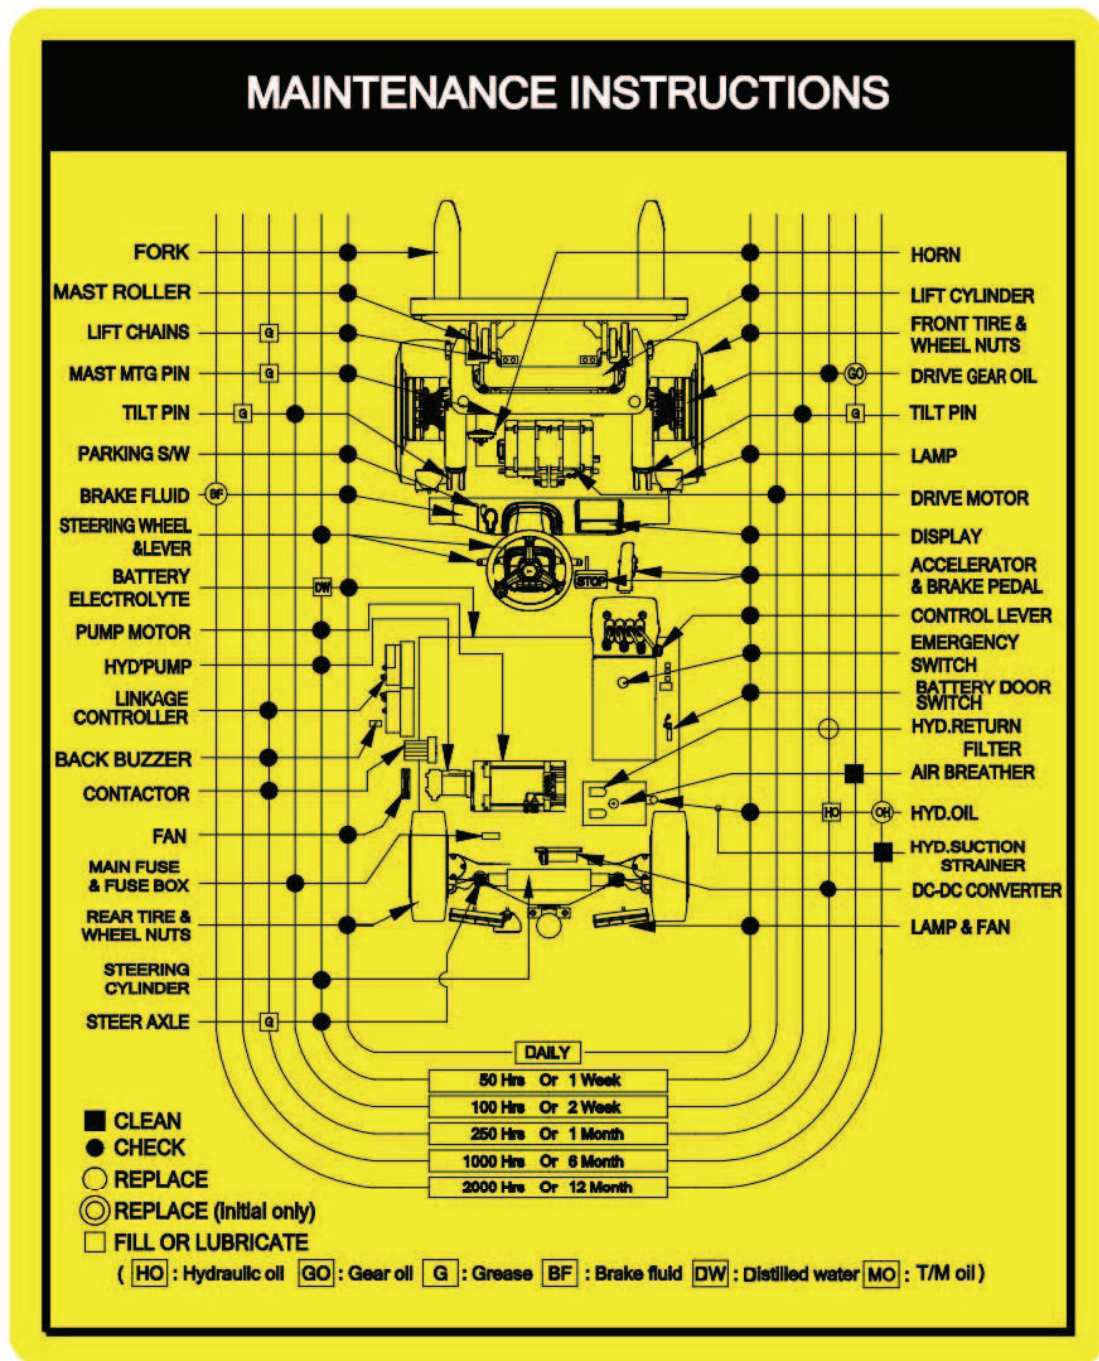 MAINTENANCE INSTRUCTIONS
FORK
MAST ROLLER
LIFT CHAINS
G
MAST MTG PIN
G
TILT PIN
G
PARKING S/W
BRAKE FLUID
BF
STEERING WHEEL
&LEVER
BATTERY
ELECTROLYTE
DW
PUMP MOTOR
HYD'PUMP
LINKAGE
CONTROLLER
BACK BUZZER
CONTACTOR
FAN
MAIN FUSE
& FUSE BOX
REAR TIRE &
WHEEL NUTS
STEERING
CYLINDER
STEER AXLE
G
STOP
HORN
LIFT CYLINDER
FRONT TIRE &
WHEEL NUTS
GO
DRIVE GEAR OIL
G
TILT PIN
LAMP
DRIVE MOTOR
DISPLAY
ACCELERATOR
& BRAKE PEDAL
CONTROL LEVER
EMERGENCY
SWITCH
BATTERY DOOR
SWITCH
HYD.RETURN
FILTER
AIR BREATHER
HO
OH
HYD.OIL
HYD.SUCTION
STRAINER
DC-DC CONVERTER
LAMP & FAN
DAILY
50 Hrs Or 1 Week
100 Hrs Or 2 Week
250 Hrs Or 1 Month
1000 Hrs Or 6 Month
2000 Hrs Or 12 Month
CLEAN
CHECK
REPLACE
REPLACE (Initial only)
FILL OR LUBRICATE
( HO : Hydraulic oil GO : Gear oil G : Grease BF : Brake fluid DW : Distilled water MO : T/M oil )